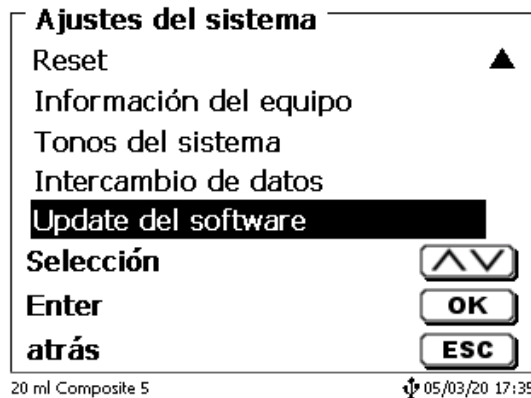 Ajustes del sistema
Reset
Información del equipo
Tonos del sistema
Intercambio de datos
Update del software
Selección
Enter OK
atrás ESC
20 ml Composite 5 05/03/20 17:35